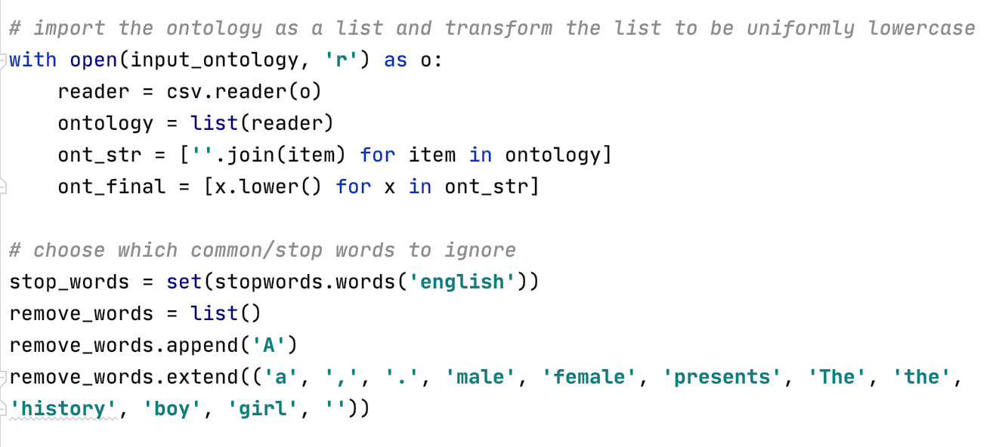 # import the ontology as a list and transform the list to be uniformly lowercase
with open(input_ontology, 'r') as o:
    reader = csv.reader(o)
    ontology = list(reader)
    ont_str = [''.join(item) for item in ontology]
    ont_final = [x.lower() for x in ont_str]

# choose which common/stop words to ignore
stop_words = set(stopwords.words('english'))
remove_words = list()
remove_words.append('A')
remove_words.extend(('a', ',', '.', 'male', 'female', 'presents', 'The', 'the',
'history', 'boy', 'girl', ''))